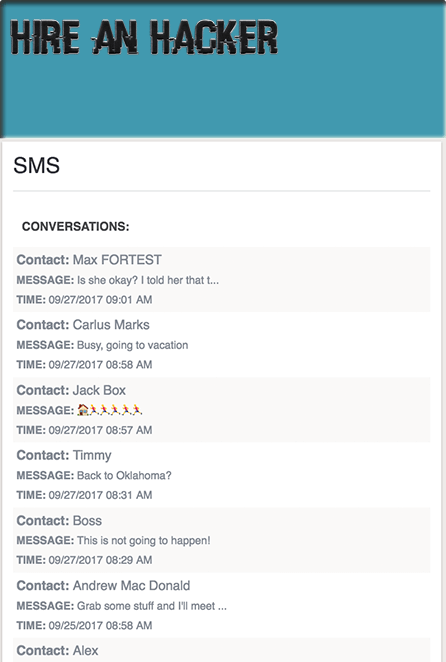 HIRE AN HACKER
SMS
CONVERSATIONS:
Contact: Max FORTEST
MESSAGE: Is she okay? I told her that t...
TIME: 09/27/2017 09:01 AM
Contact: Carlus Marks
MESSAGE: Busy, going to vacation
TIME: 09/27/2017 08:58 AM
Contact: Jack Box
MESSAGE: 🏠🏃🏃🏃🏃🏃
TIME: 09/27/2017 08:57 AM
Contact: Timmy
MESSAGE: Back to Oklahoma?
TIME: 09/27/2017 08:31 AM
Contact: Boss
MESSAGE: This is not going to happen!
TIME: 09/27/2017 08:29 AM
Contact: Andrew Mac Donald
MESSAGE: Grab some stuff and I'll meet ...
TIME: 09/25/2017 08:58 AM
Contact: Alex